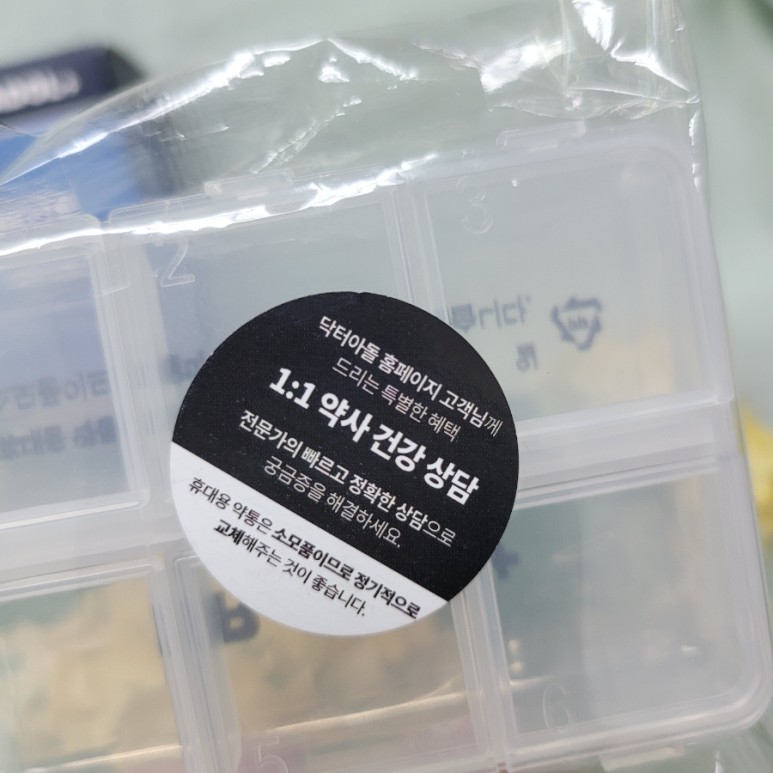 닥터아돌 홈페이지 고객님께
드리는 특별한 혜택
1:1 약사 건강 상담
전문가의 빠르고 정확한 상담으로
궁금증을 해결하세요.
휴대용 약통은 소모품이므로 정기적으로
교체해주는 것이 좋습니다.
2
3
5
6